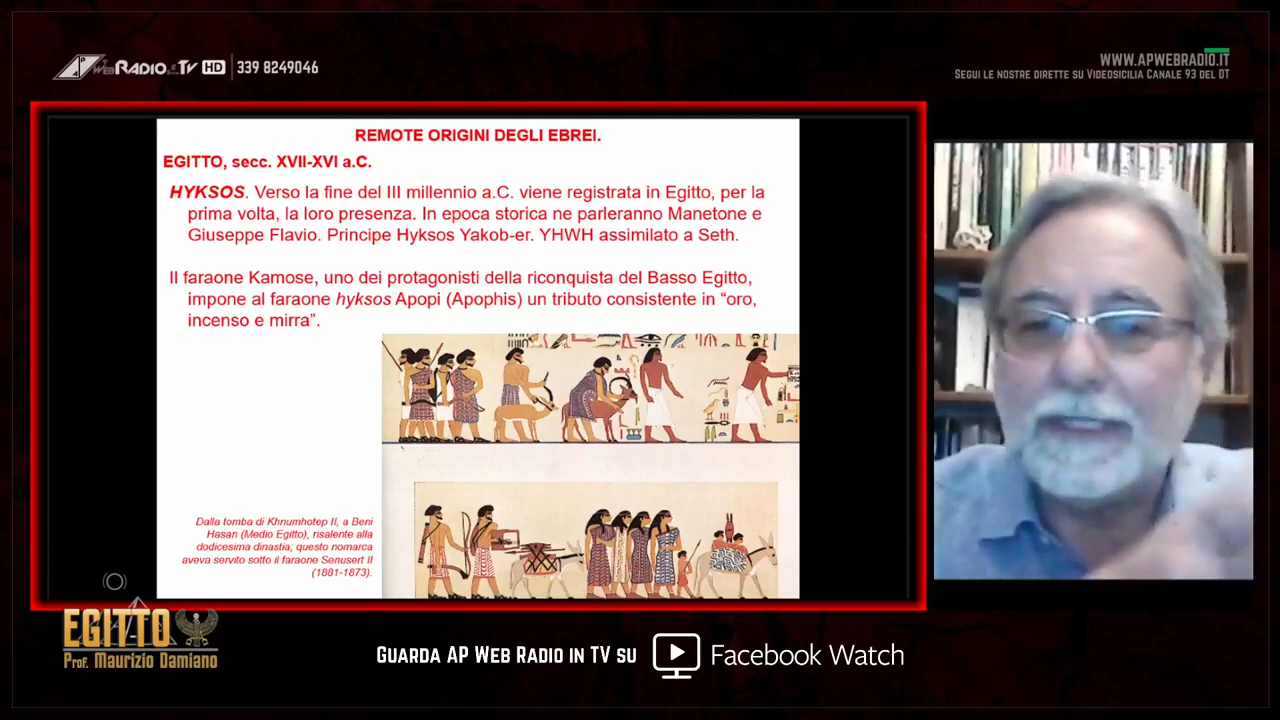 AP WEB RADIO E TV HD 339 8249046
WWW.APWEBRADIO.IT
SEGUI LE NOSTRE DIRETTE SU VIDEOSICILIA CANALE 93 DEL DT
REMOTE ORIGINI DEGLI EBREI.
EGITTO, secc. XVII-XVI a.C.
HYKSOS. Verso la fine del III millennio a.C. viene registrata in Egitto, per la
prima volta, la loro presenza. In epoca storica ne parleranno Manetone e
Giuseppe Flavio. Principe Hyksos Yakob-er. YHWH assimilato a Seth.
Il faraone Kamose, uno dei protagonisti della riconquista del Basso Egitto,
impone al faraone hyksos Apopi (Apophis) un tributo consistente in “oro,
incenso e mirra”.
Dalla tomba di Khnumhotep II, a Beni
Hasan (Medio Egitto), risalente alla
dodicesima dinastia; questo nomarca
aveva servito sotto il faraone Senusert II
(1881-1873).
EGITTO
Prof. Maurizio Damiano
GUARDA AP WEB RADIO IN TV SU Facebook Watch